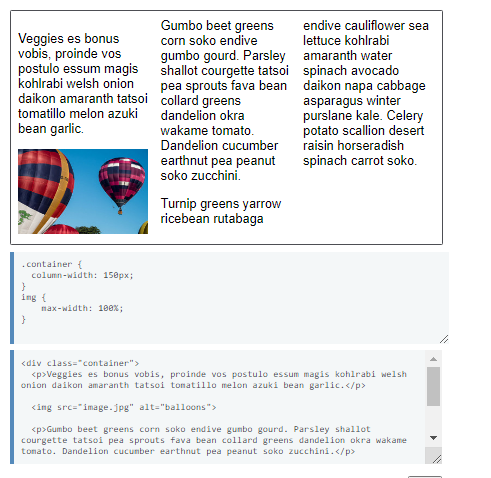 Veggies es bonus
vobis, proinde vos
postulo essum magis
kohlrabi welsh onion
daikon amaranth tatsoi
tomatillo melon azuki
bean garlic.
Gumbo beet greens
corn soko endive
gumbo gourd. Parsley
shallot courgette tatsoi
pea sprouts fava bean
collard greens
dandelion okra
wakame tomato.
Dandelion cucumber
earthnut pea peanut
soko zucchini.
Turnip greens yarrow
ricebean rutabaga
endive cauliflower sea
lettuce kohlrabi
amaranth water
spinach avocado
daikon napa cabbage
asparagus winter
purslane kale. Celery
potato scallion desert
raisin horseradish
spinach carrot soko.
.container {
column-width: 150px;
}
img {
max-width: 100%;
}
<div class="container">
<p>Veggies es bonus vobis, proinde vos postulo essum magis kohlrabi welsh
onion daikon amaranth tatsoi tomatillo melon azuki bean garlic.</p>
<img src="image.jpg" alt="balloons">
<p>Gumbo beet greens corn soko endive gumbo gourd. Parsley shallot
courgette tatsoi pea sprouts fava bean collard greens dandelion okra wakame
tomato. Dandelion cucumber earthnut pea peanut soko zucchini.</p>